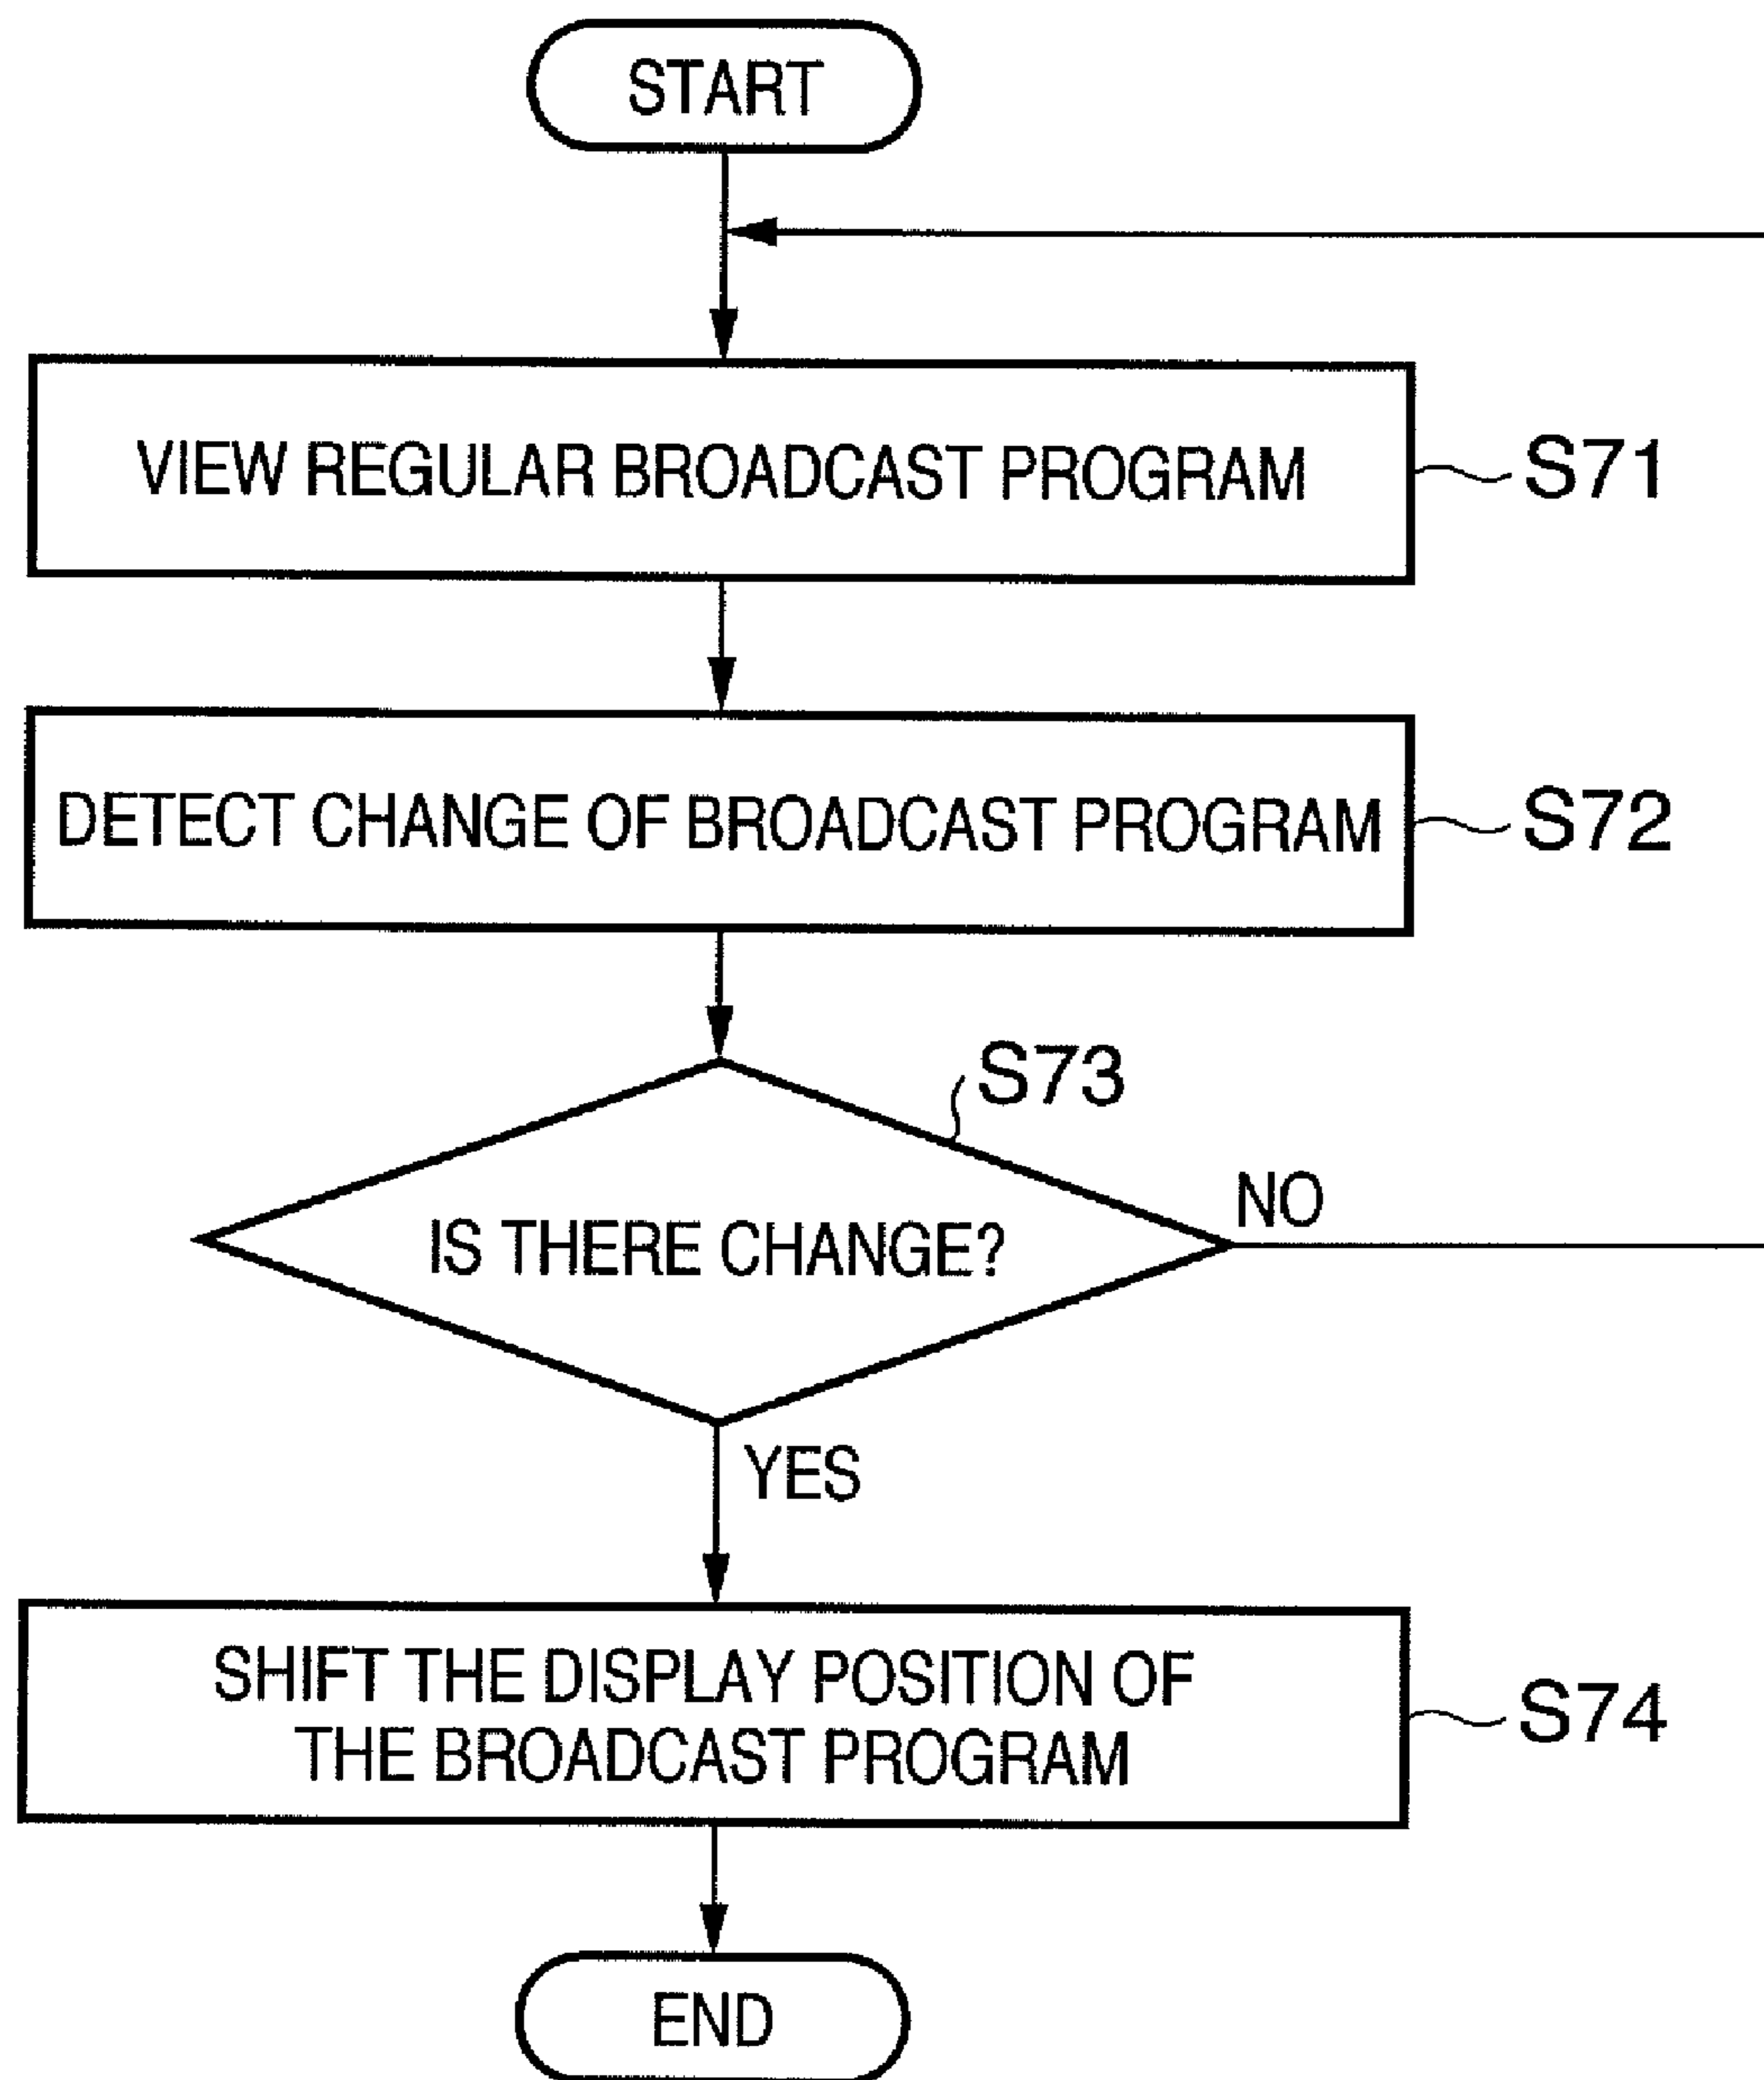 START
VIEW REGULAR BROADCAST PROGRAM
S71
DETECT CHANGE OF BROADCAST PROGRAM
S72
S73
IS THERE CHANGE?
NO
YES
SHIFT THE DISPLAY POSITION OF
THE BROADCAST PROGRAM
S74
END